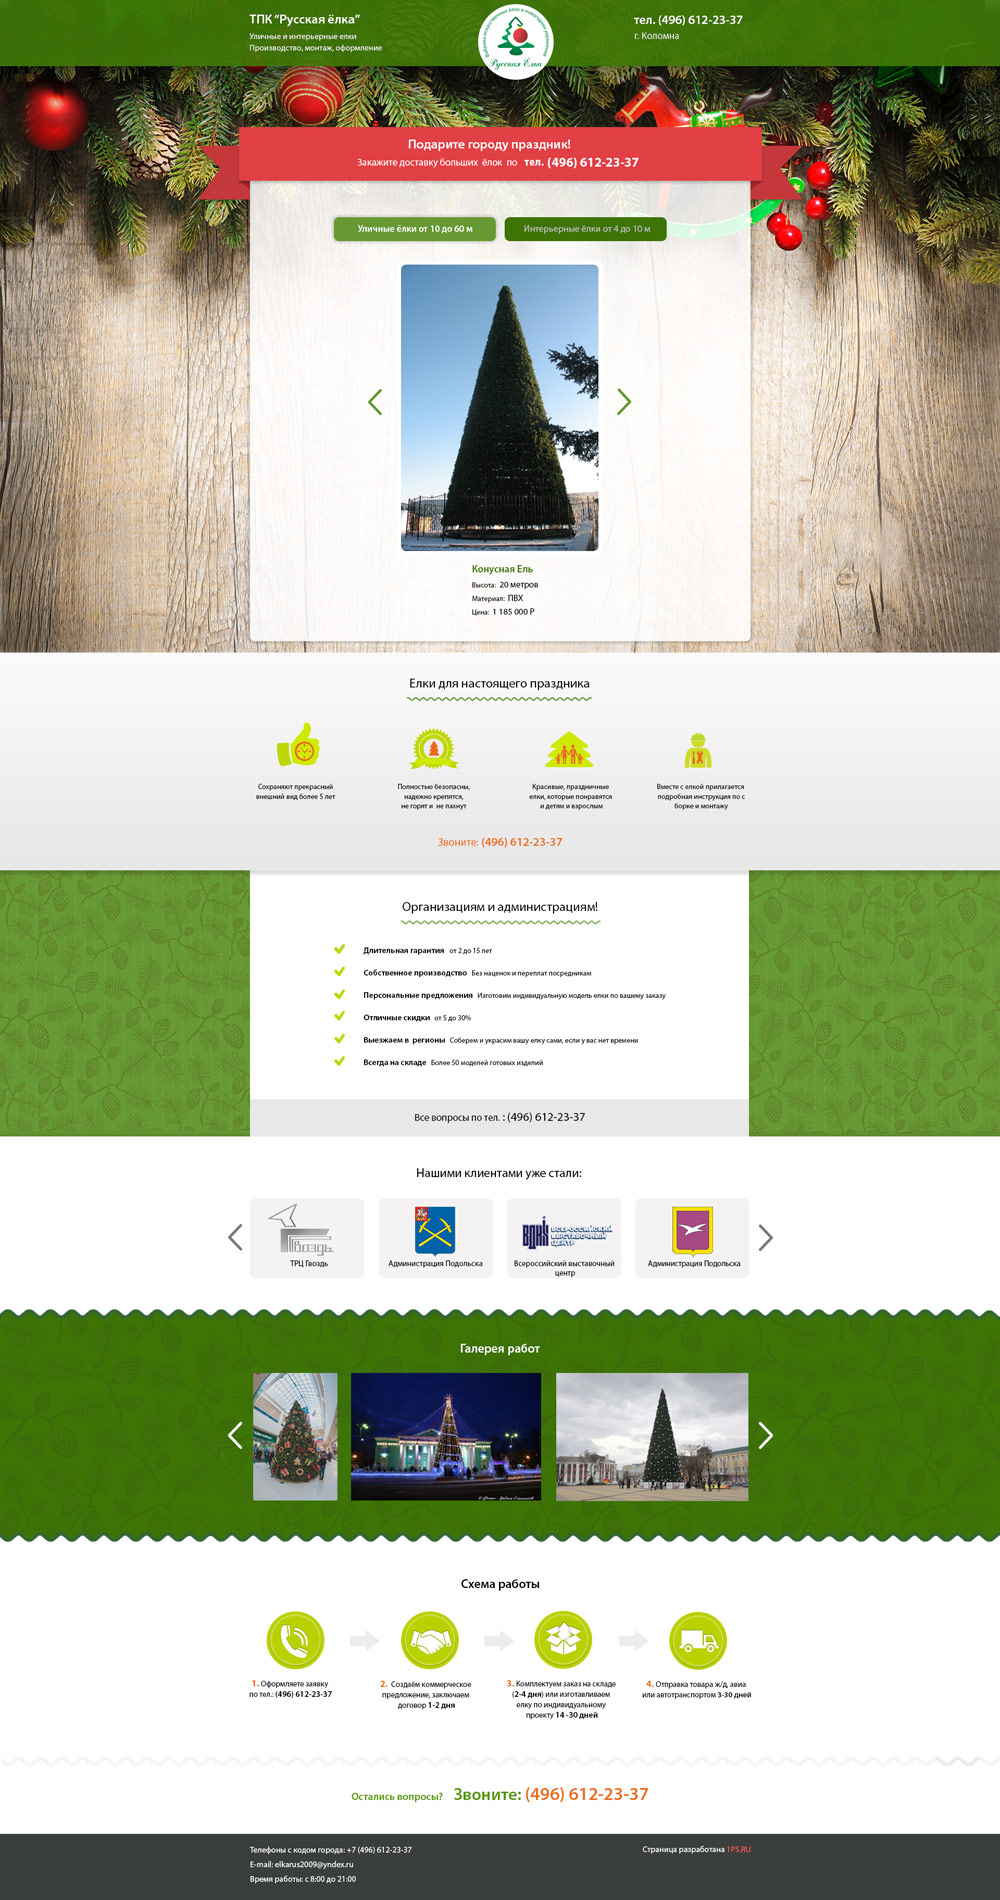 ТПК “Русская ёлка”
Уличные и интерьерные елки
Производство, монтаж, оформление
Русская Елка
тел. (496) 612-23-37
г. Коломна
Подарите городу праздник!
Закажите доставку больших ёлок по тел. (496) 612-23-37
Уличные ёлки от 10 до 60 м
Интерьерные ёлки от 4 до 10 м
Конусная Ель
Высота: 20 метров
Материал: ПВХ
Цена: 1 185 000 Р
Елки для настоящего праздника
Сохраняют прекрасный
внешний вид более 5 лет
Полностью безопасны,
надежно крепятся,
не горят и не пахнут
Красивые, праздничные
елки, которые понравятся
и детям и взрослым
Вместе с елкой прилагается
подробная инструкция по с
борке и монтажу
Звоните: (496) 612-23-37
Организациям и администрациям!
Длительная гарантия от 2 до 15 лет
Собственное производство Без наценок и переплат посредникам
Персональные предложения Изготовим индивидуальную модель елки по вашему заказу
Отличные скидки от 5 до 30%
Выезжаем в регионы Соберем и украсим вашу елку сами, если у вас нет времени
Всегда на складе Более 50 моделей готовых изделий
Все вопросы по тел. : (496) 612-23-37
Нашими клиентами уже стали:
Гвоздь
ТРЦ Гвоздь
Администрация Подольска
ВДНХ ВСЕРОССИЙСКИЙ
ВЫСТАВОЧНЫЙ
ЦЕНТР
Всероссийский выставочный
центр
Администрация Подольска
Галерея работ
Схема работы
1. Оформляете заявку
по тел.: (496) 612-23-37
2. Создаём коммерческое
предложение, заключаем
договор 1-2 дня
3. Комплектуем заказ на складе
(2-4 дня) или изготавливаем
елку по индивидуальному
проекту 14 -30 дней
4. Отправка товара ж/д, авиа
или автотранспортом 3-30 дней
Остались вопросы? Звоните: (496) 612-23-37
Телефоны с кодом города: +7 (496) 612-23-37
E-mail: elkarus2009@yndex.ru
Время работы: с 8:00 до 21:00
Страница разработана 1PS.RU